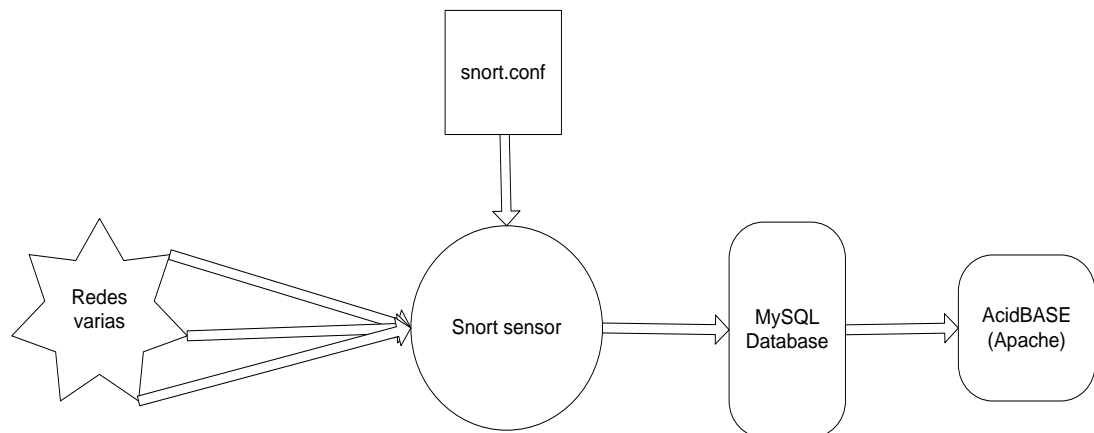 snort.conf
Redes
varias
Snort sensor
MySQL
Database
AcidBASE
(Apache)